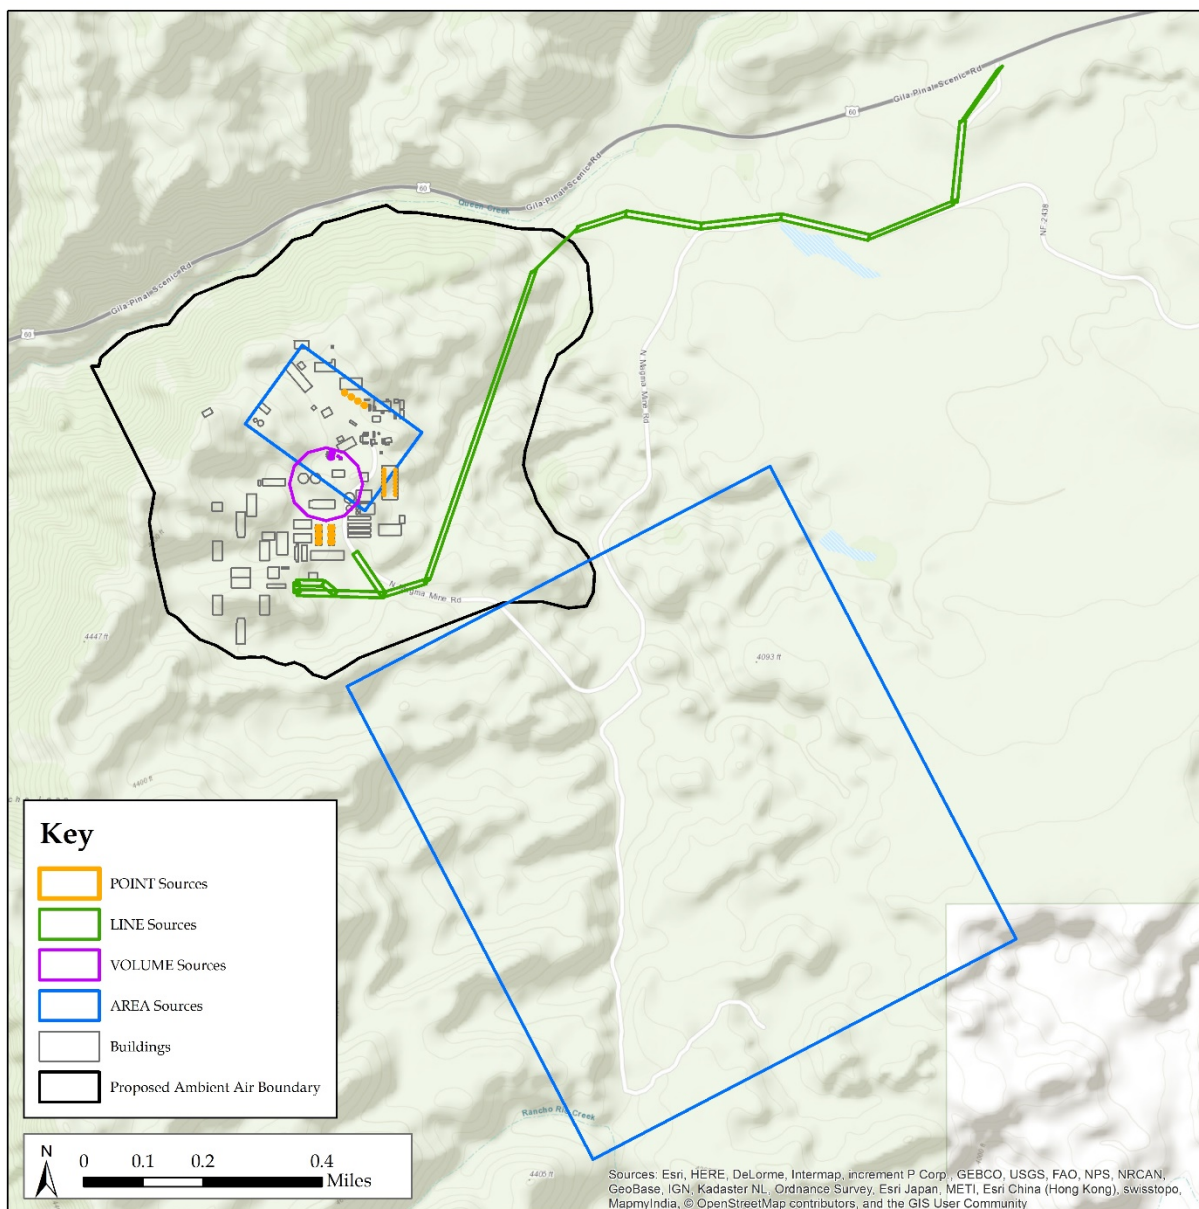 Gila-Pinal Scenic Rd
60
60
Gila-Pinal Scenic Rd
Queen Creek
NF-2438
Gila-Pinal Scenic Rd
60
N Magma Mine Rd
N Magma Mine Rd
4447 ft
4093 ft
4400 ft
Key
POINT Sources
LINE Sources
VOLUME Sources
AREA Sources
Buildings
Proposed Ambient Air Boundary
Rancho Rio Creek
N
0 0.1 0.2 0.4
Miles
4405 ft
Sources: Esri, HERE, DeLorme, Intermap, increment P Corp., GEBCO, USGS, FAO, NPS, NRCAN,
GeoBase, IGN, Kadaster NL, Ordnance Survey, Esri Japan, METI, Esri China (Hong Kong), swisstopo,
MapmyIndia, © OpenStreetMap contributors, and the GIS User Community